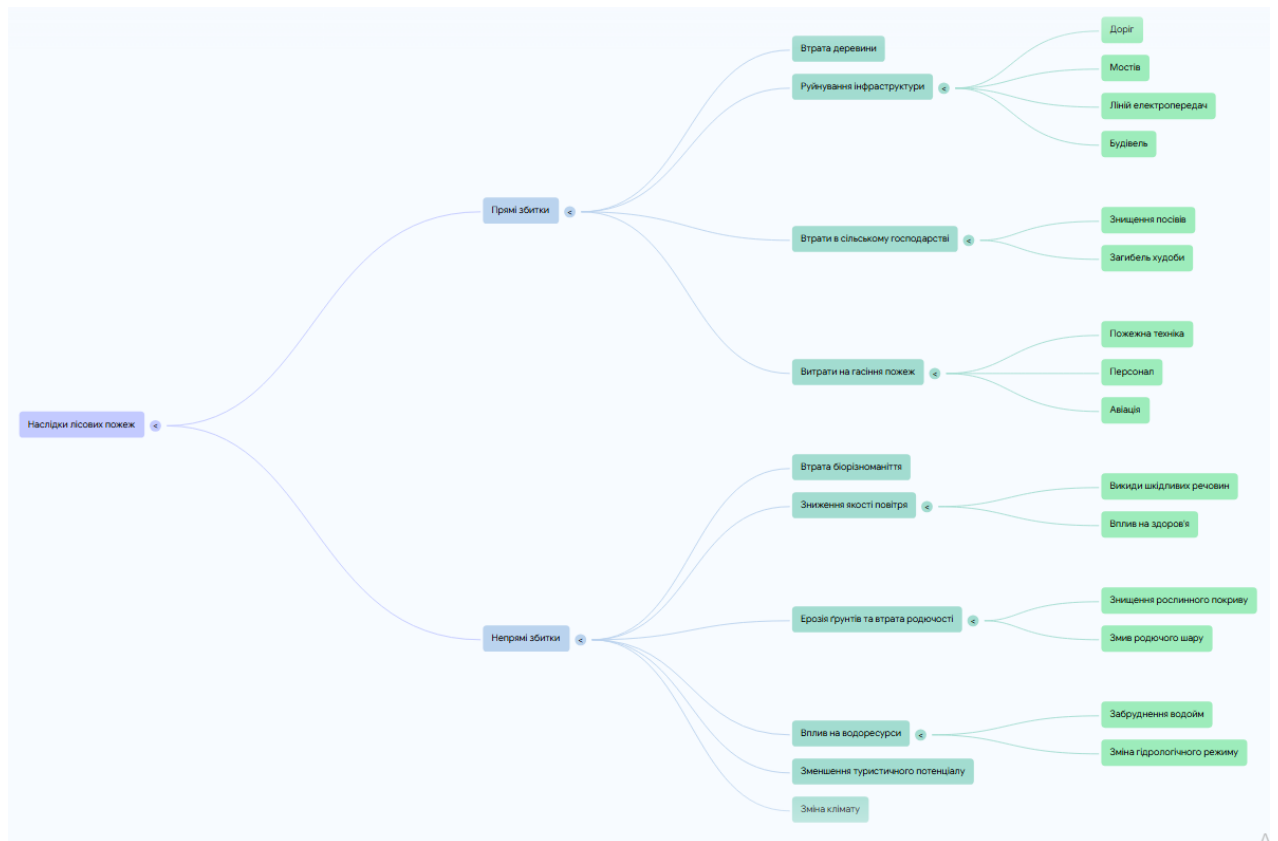 Наслідки лісових пожеж
Прямі збитки
Втрата деревини
Руйнування інфраструктури
Доріг
Мостів
Ліній електропередач
Будівель
Втрати в сільському господарстві
Знищення посівів
Загибель худоби
Витрати на гасіння пожеж
Пожежна техніка
Персонал
Авіація
Непрямі збитки
Втрата біорізноманіття
Зниження якості повітря
Викиди шкідливих речовин
Вплив на здоров'я
Ерозія ґрунтів та втрата родючості
Знищення рослинного покриву
Змив родючого шару
Вплив на водоресурси
Забруднення водойм
Зміна гідрологічного режиму
Зменшення туристичного потенціалу
Зміна клімату